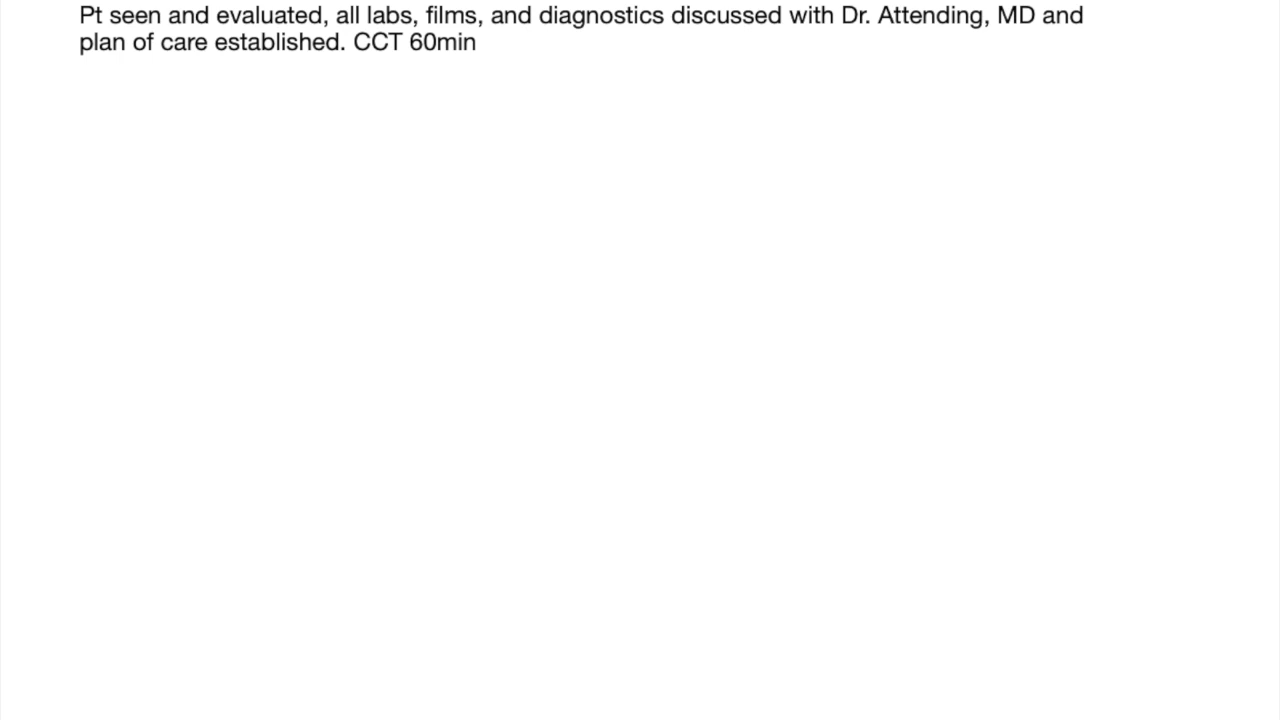 Pt seen and evaluated, all labs, films, and diagnostics discussed with Dr. Attending, MD and
plan of care established. CCT 60min